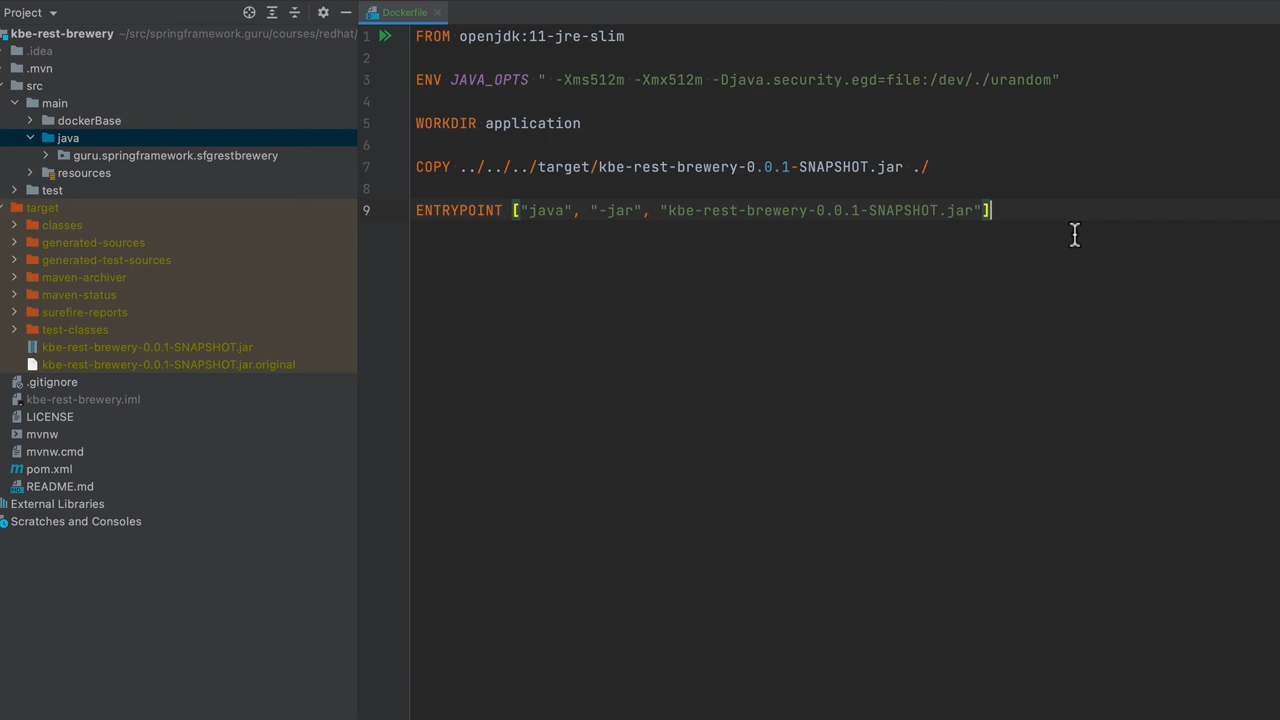 Project
kbe-rest-brewery ~/src/springframework.guru/courses/redhat/
.idea
.mvn
src
main
dockerBase
java
guru.springframework.sfgrestbrewery
resources
test
target
classes
generated-sources
generated-test-sources
maven-archiver
maven-status
surefire-reports
test-classes
kbe-rest-brewery-0.0.1-SNAPSHOT.jar
kbe-rest-brewery-0.0.1-SNAPSHOT.jar.original
.gitignore
kbe-rest-brewery.iml
LICENSE
mvnw
mvnw.cmd
pom.xml
README.md
External Libraries
Scratches and Consoles
Dockerfile
1 FROM openjdk:11-jre-slim
2
3 ENV JAVA_OPTS " -Xms512m -Xmx512m -Djava.security.egd=file:/dev/./urandom"
4
5 WORKDIR application
6
7 COPY ../../../target/kbe-rest-brewery-0.0.1-SNAPSHOT.jar ./
8
9 ENTRYPOINT ["java", "-jar", "kbe-rest-brewery-0.0.1-SNAPSHOT.jar"]